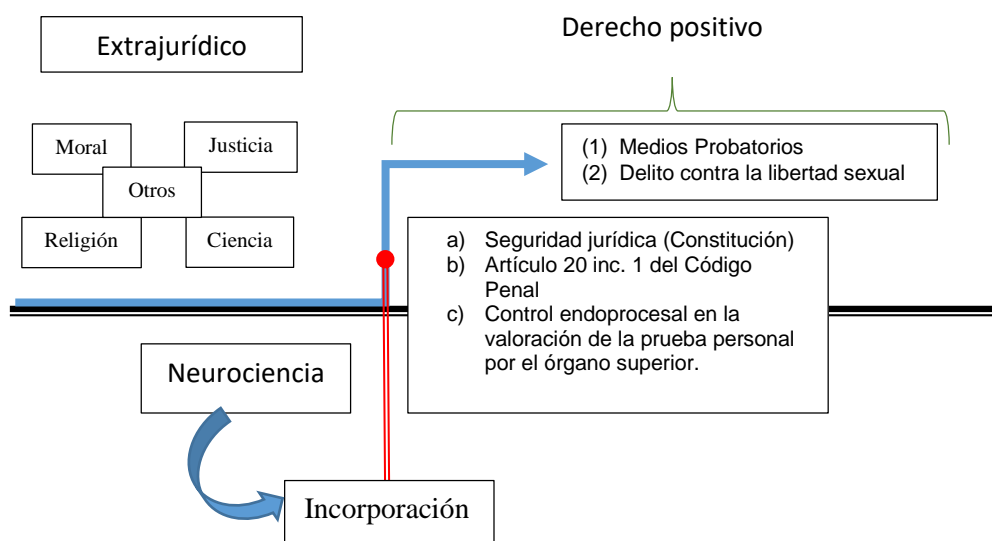 Extrajurídico
Derecho positivo
Moral
Justicia
Otros
Religión
Ciencia
(1) Medios Probatorios
(2) Delito contra la libertad sexual
a) Seguridad jurídica (Constitución)
b) Artículo 20 inc. 1 del Código
Penal
c) Control endoprocesal en la
valoración de la prueba personal
por el órgano superior.
Neurociencia
Incorporación